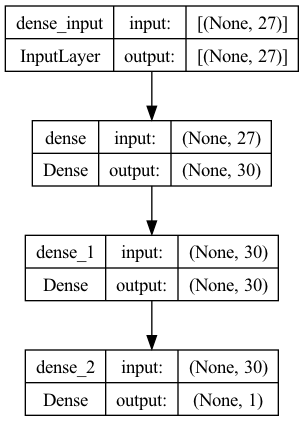 dense_input input: [(None, 27)]
InputLayer output: [(None, 27)]
dense input: (None, 27)
Dense output: (None, 30)
dense_1 input: (None, 30)
Dense output: (None, 30)
dense_2 input: (None, 30)
Dense output: (None, 1)